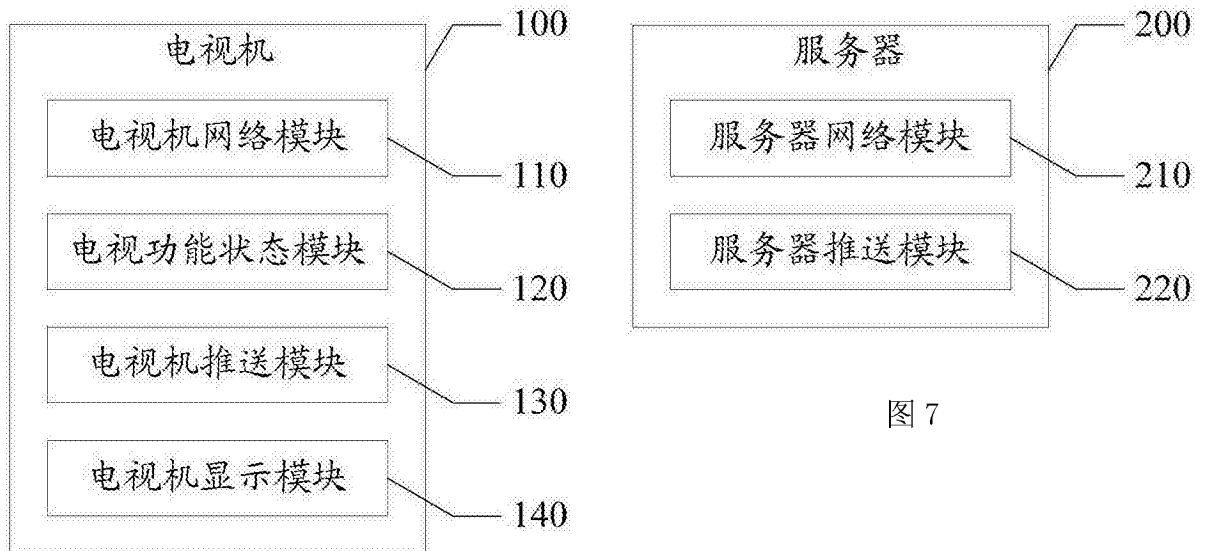 电视机
100
电视机网络模块
110
电视功能状态模块
120
电视机推送模块
130
电视机显示模块
140
服务器
200
服务器网络模块
210
服务器推送模块
220
图 7